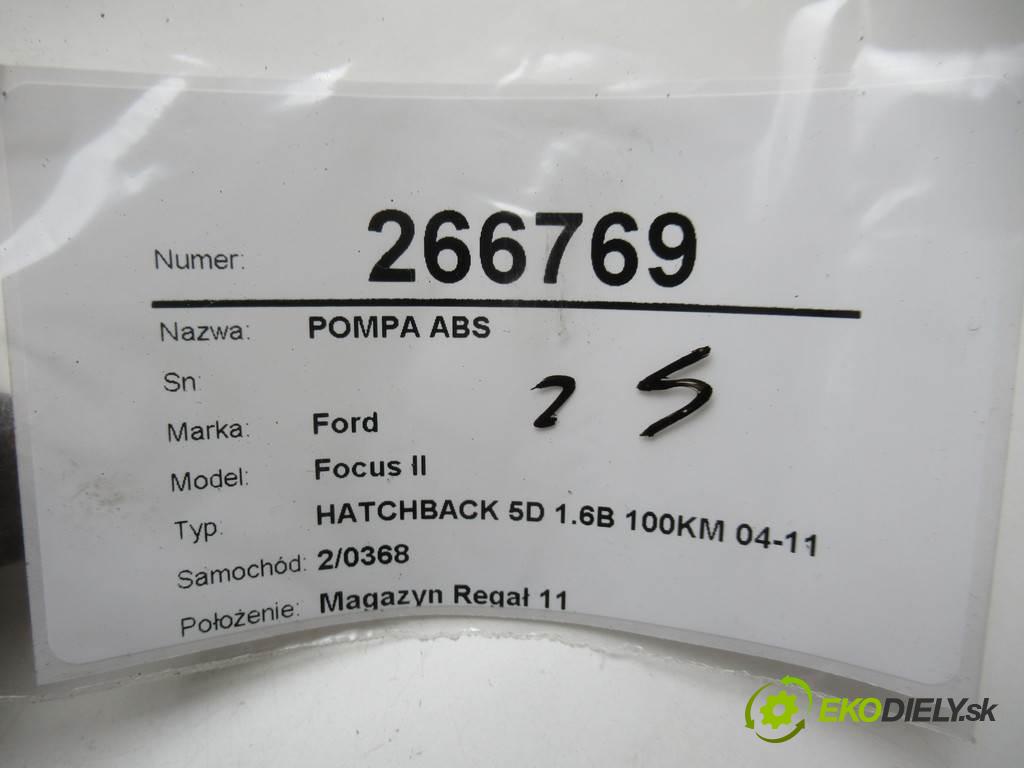 Numer: 266769
Nazwa: POMPA ABS
Sn:
2 5
Marka: Ford
Model: Focus II
Typ: HATCHBACK 5D 1.6B 100KM 04-11
Samochód: 2/0368
Położenie: Magazyn Regał 11
EKODIELY.sk